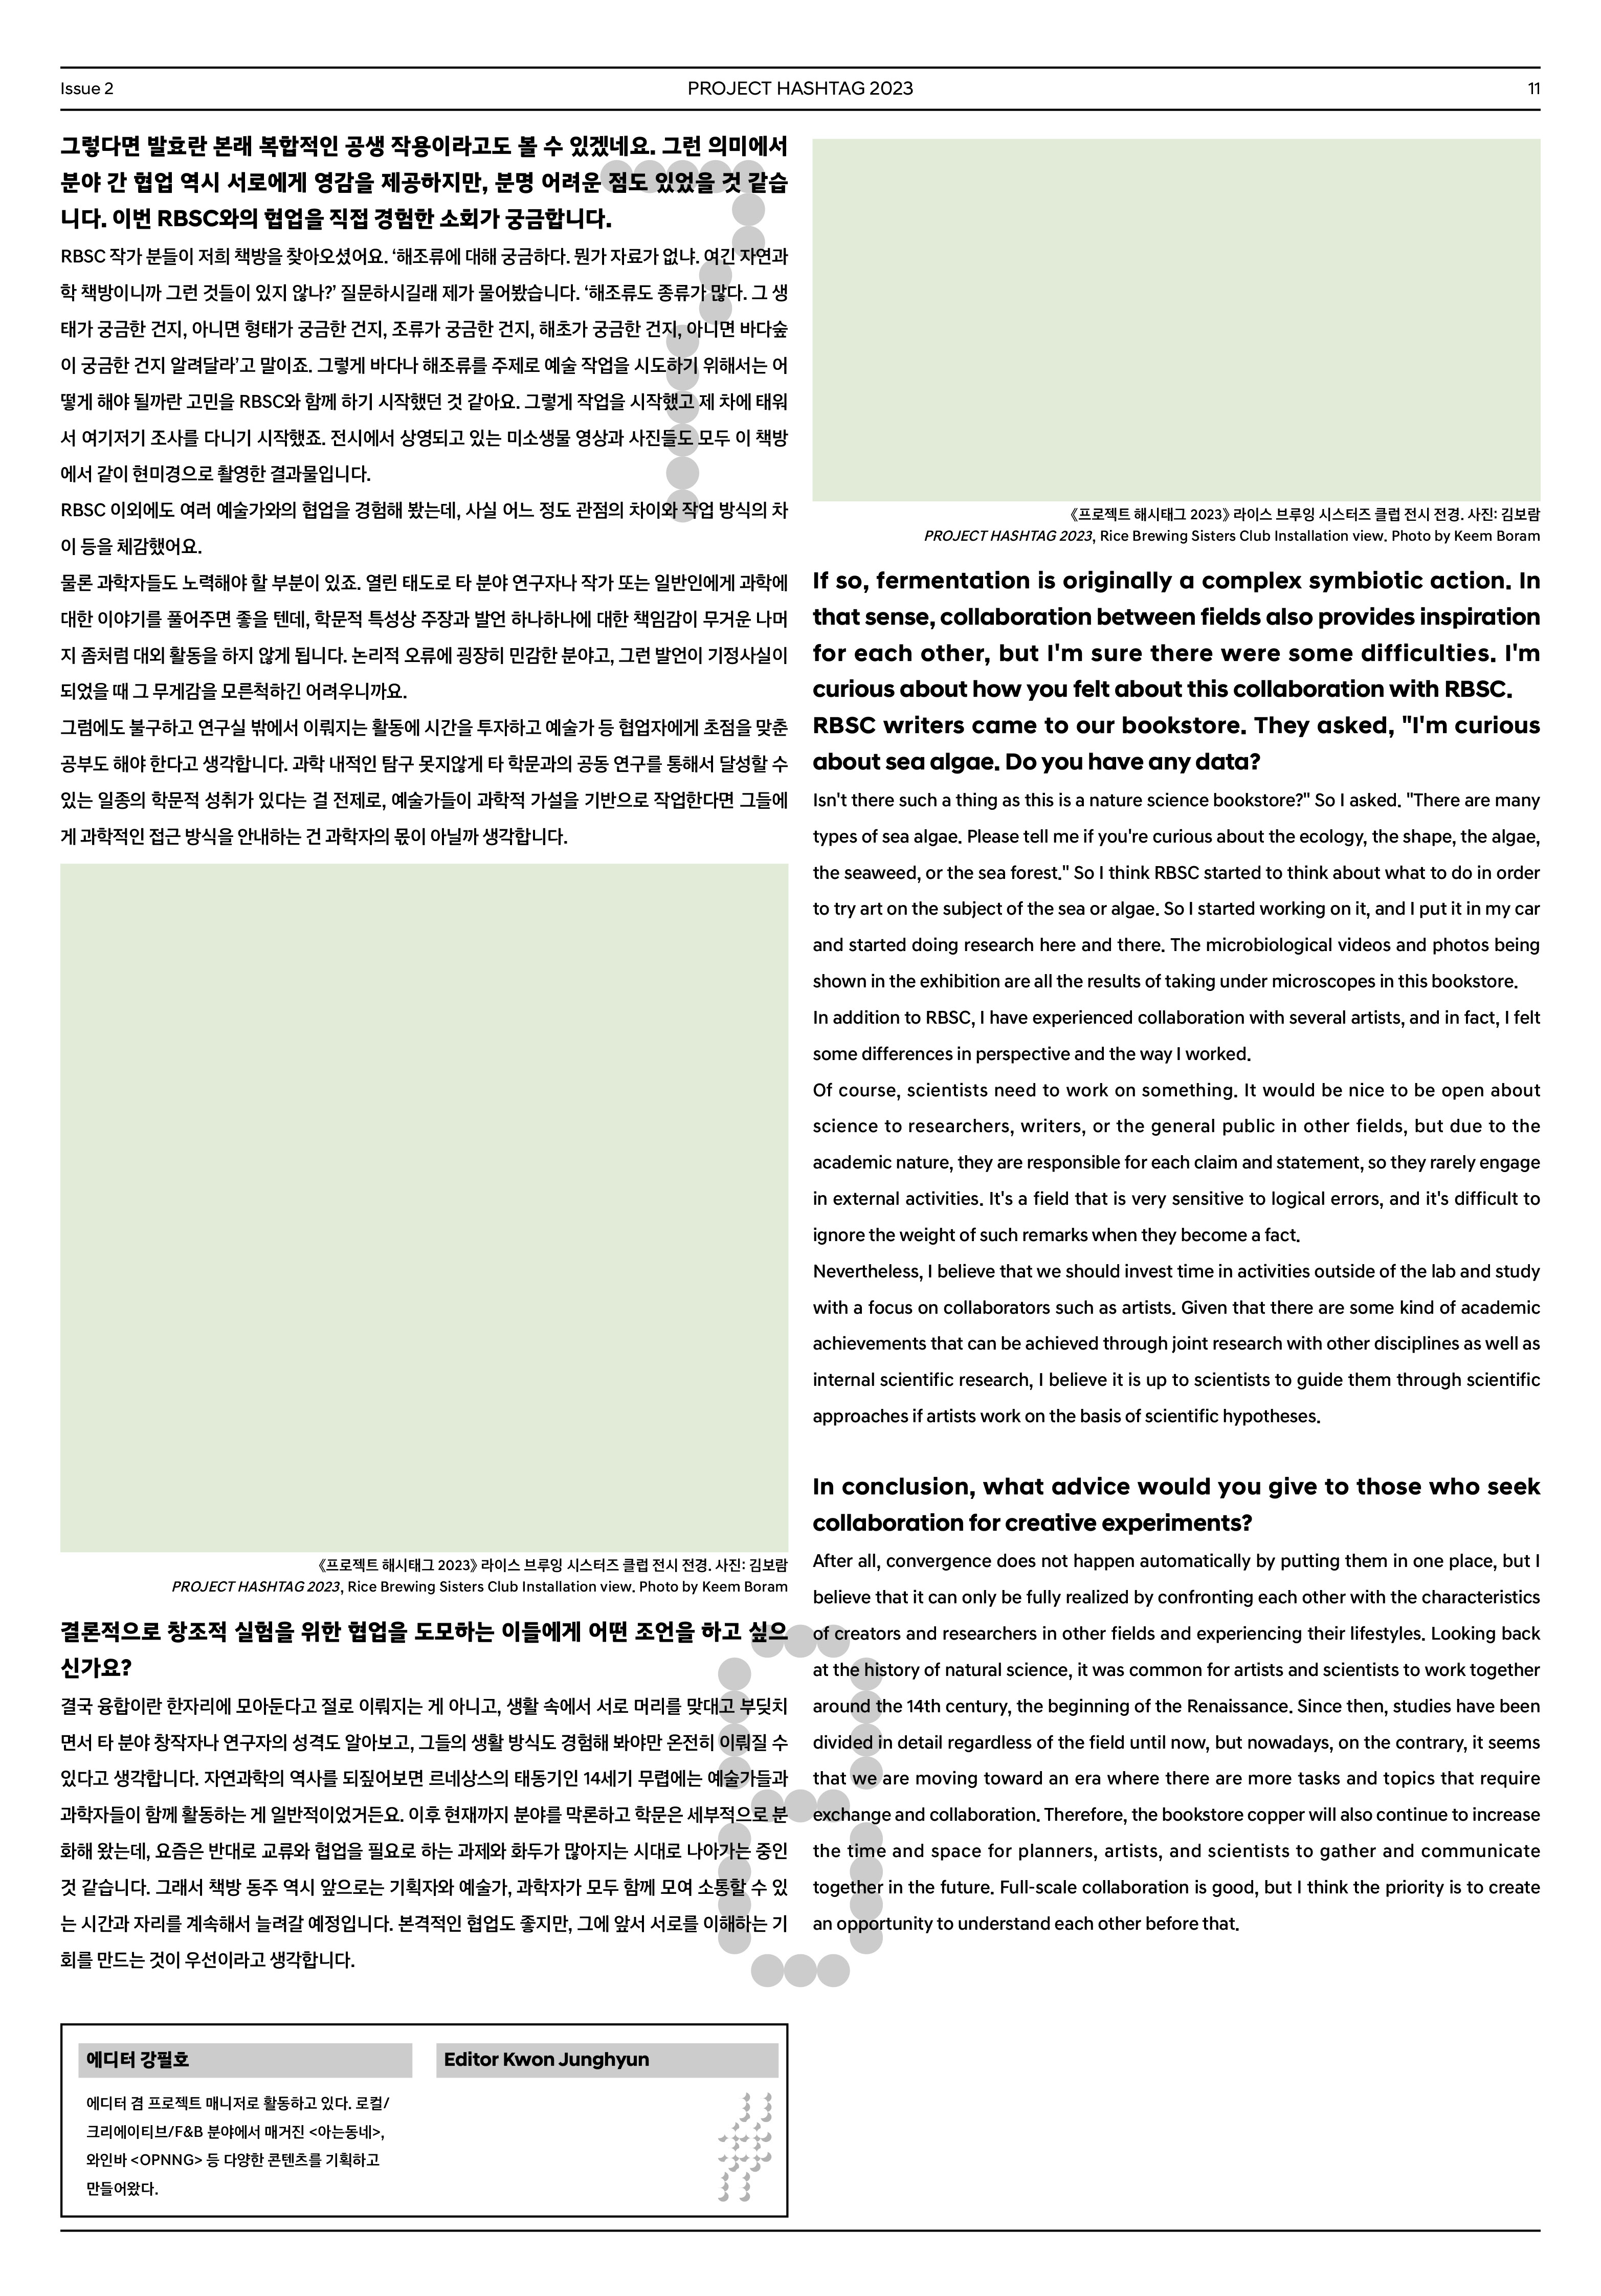 Issue 2
PROJECT HASHTAG 2023
11
그렇다면 발효란 본래 복합적인 공생 작용이라고도 볼 수 있겠네요. 그런 의미에서
분야 간 협업 역시 서로에게 영감을 제공하지만, 분명 어려운 점도 있었을 것 같습
니다. 이번 RBSC와의 협업을 직접 경험한 소회가 궁금합니다.
RBSC 작가 분들이 저희 책방을 찾아오셨어요. ‘해조류에 대해 궁금하다. 뭔가 자료가 없냐. 여긴 자연과
학 책방이니까 그런 것들이 있지 않나?’ 질문하시길래 제가 물어봤습니다. ‘해조류도 종류가 많다. 그 생
태가 궁금한 건지, 아니면 형태가 궁금한 건지, 조류가 궁금한 건지, 해초가 궁금한 건지, 아니면 바다숲
이 궁금한 건지 알려달라’고 말이죠. 그렇게 바다나 해조류를 주제로 예술 작업을 시도하기 위해서는 어
떻게 해야 될까란 고민을 RBSC와 함께 하기 시작했던 것 같아요. 그렇게 작업을 시작했고 제 차에 태워
서 여기저기 조사를 다니기 시작했죠. 전시에서 상영되고 있는 미소생물 영상과 사진들도 모두 이 책방
에서 같이 현미경으로 촬영한 결과물입니다.
RBSC 이외에도 여러 예술가와의 협업을 경험해 봤는데, 사실 어느 정도 관점의 차이와 작업 방식의 차
이 등을 체감했어요.
물론 과학자들도 노력해야 할 부분이 있죠. 열린 태도로 타 분야 연구자나 작가 또는 일반인에게 과학에
대한 이야기를 풀어주면 좋을 텐데, 학문적 특성상 주장과 발언 하나하나에 대한 책임감이 무거운 나머
지 좀처럼 대외 활동을 하지 않게 됩니다. 논리적 오류에 굉장히 민감한 분야고, 그런 발언이 기정사실이
되었을 때 그 무게감을 모른척하긴 어려우니까요.
그럼에도 불구하고 연구실 밖에서 이뤄지는 활동에 시간을 투자하고 예술가 등 협업자에게 초점을 맞춘
공부도 해야 한다고 생각합니다. 과학 내적인 탐구 못지않게 타 학문과의 공동 연구를 통해서 달성할 수
있는 일종의 학문적 성취가 있다는 걸 전제로, 예술가들이 과학적 가설을 기반으로 작업한다면 그들에
게 과학적인 접근 방식을 안내하는 건 과학자의 몫이 아닐까 생각합니다.
《프로젝트 해시태그 2023》 라이스 브루잉 시스터즈 클럽 전시 전경. 사진: 김보람
PROJECT HASHTAG 2023, Rice Brewing Sisters Club Installation view. Photo by Keem Boram
결론적으로 창조적 실험을 위한 협업을 도모하는 이들에게 어떤 조언을 하고 싶으
신가요?
결국 융합이란 한자리에 모아둔다고 절로 이뤄지는 게 아니고, 생활 속에서 서로 머리를 맞대고 부딪치
면서 타 분야 창작자나 연구자의 성격도 알아보고, 그들의 생활 방식도 경험해 봐야만 온전히 이뤄질 수
있다고 생각합니다. 자연과학의 역사를 되짚어보면 르네상스의 태동기인 14세기 무렵에는 예술가들과
과학자들이 함께 활동하는 게 일반적이었거든요. 이후 현재까지 분야를 막론하고 학문은 세부적으로 분
화해 왔는데, 요즘은 반대로 교류와 협업을 필요로 하는 과제와 화두가 많아지는 시대로 나아가는 중인
것 같습니다. 그래서 책방 동주 역시 앞으로는 기획자와 예술가, 과학자가 모두 함께 모여 소통할 수 있
는 시간과 자리를 계속해서 늘려갈 예정입니다. 본격적인 협업도 좋지만, 그에 앞서 서로를 이해하는 기
회를 만드는 것이 우선이라고 생각합니다.
에디터 강필호
에디터 겸 프로젝트 매니저로 활동하고 있다. 로컬/
크리에이티브/F&B 분야에서 매거진 <아는동네>,
와인바 <OPNNG> 등 다양한 콘텐츠를 기획하고
만들어왔다.
Editor Kwon Junghyun
《프로젝트 해시태그 2023》 라이스 브루잉 시스터즈 클럽 전시 전경. 사진: 김보람
PROJECT HASHTAG 2023, Rice Brewing Sisters Club Installation view. Photo by Keem Boram
If so, fermentation is originally a complex symbiotic action. In
that sense, collaboration between fields also provides inspiration
for each other, but I'm sure there were some difficulties. I'm
curious about how you felt about this collaboration with RBSC.
RBSC writers came to our bookstore. They asked, "I'm curious
about sea algae. Do you have any data?
Isn't there such a thing as this is a nature science bookstore?" So I asked. "There are many
types of sea algae. Please tell me if you're curious about the ecology, the shape, the algae,
the seaweed, or the sea forest." So I think RBSC started to think about what to do in order
to try art on the subject of the sea or algae. So I started working on it, and I put it in my car
and started doing research here and there. The microbiological videos and photos being
shown in the exhibition are all the results of taking under microscopes in this bookstore.
In addition to RBSC, I have experienced collaboration with several artists, and in fact, I felt
some differences in perspective and the way I worked.
Of course, scientists need to work on something. It would be nice to be open about
science to researchers, writers, or the general public in other fields, but due to the
academic nature, they are responsible for each claim and statement, so they rarely engage
in external activities. It's a field that is very sensitive to logical errors, and it's difficult to
ignore the weight of such remarks when they become a fact.
Nevertheless, I believe that we should invest time in activities outside of the lab and study
with a focus on collaborators such as artists. Given that there are some kind of academic
achievements that can be achieved through joint research with other disciplines as well as
internal scientific research, I believe it is up to scientists to guide them through scientific
approaches if artists work on the basis of scientific hypotheses.
In conclusion, what advice would you give to those who seek
collaboration for creative experiments?
After all, convergence does not happen automatically by putting them in one place, but I
believe that it can only be fully realized by confronting each other with the characteristics
of creators and researchers in other fields and experiencing their lifestyles. Looking back
at the history of natural science, it was common for artists and scientists to work together
around the 14th century, the beginning of the Renaissance. Since then, studies have been
divided in detail regardless of the field until now, but nowadays, on the contrary, it seems
that we are moving toward an era where there are more tasks and topics that require
exchange and collaboration. Therefore, the bookstore copper will also continue to increase
the time and space for planners, artists, and scientists to gather and communicate
together in the future. Full-scale collaboration is good, but I think the priority is to create
an opportunity to understand each other before that.